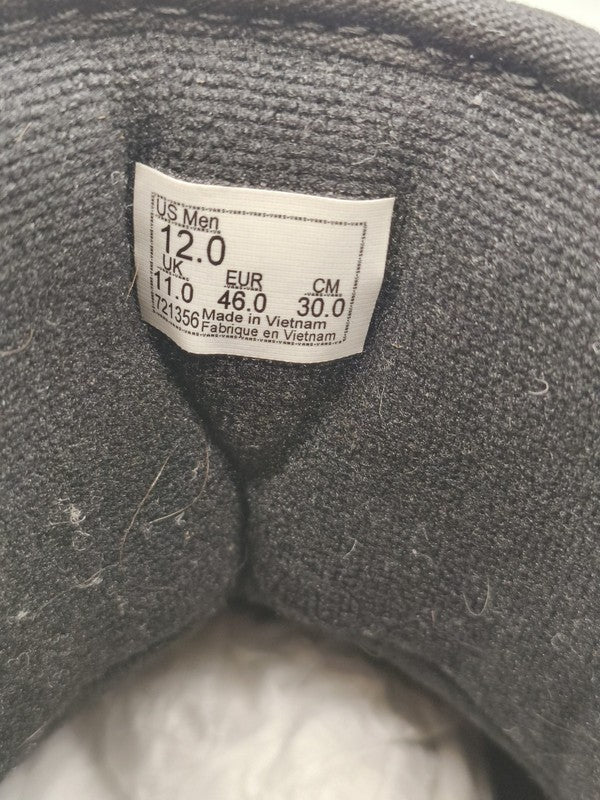 US Men
12.0
UK EUR CM
11.0 46.0 30.0
721356 Made in Vietnam
Fabrique en Vietnam